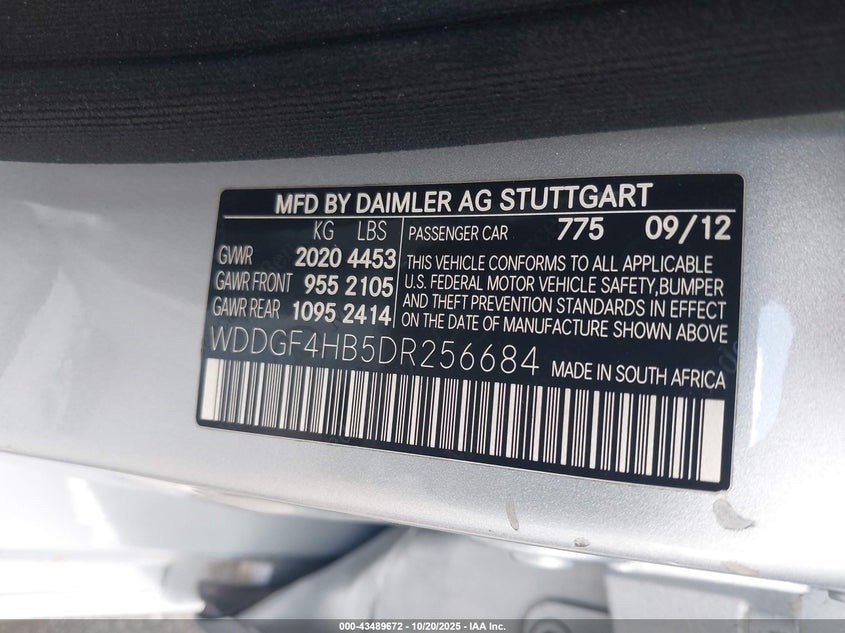 MFD BY DAIMLER AG STUTTGART
KG LBS
GVWR 2020 4453
GAWR FRONT 955 2105
GAWR REAR 1095 2414
PASSENGER CAR 775 09/12
THIS VEHICLE CONFORMS TO ALL APPLICABLE
U.S. FEDERAL MOTOR VEHICLE SAFETY,BUMPER
AND THEFT PREVENTION STANDARDS IN EFFECT
ON THE DATE OF MANUFACTURE SHOWN ABOVE
WDDGF4HB5DR256684 MADE IN SOUTH AFRICA
000-43489672 - 10/20/2025 - IAA Inc.